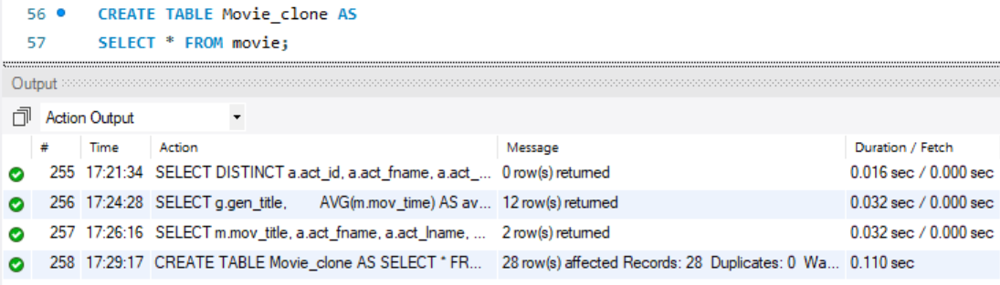 56 CREATE TABLE Movie_clone AS
57 SELECT * FROM movie;
Output
Action Output
# Time Action Message Duration / Fetch
255 17:21:34 SELECT DISTINCT a.act_id, a.act_fname, a.act_... 0 row(s) returned 0.016 sec / 0.000 sec
256 17:24:28 SELECT g.gen_title, AVG(m.mov_time) AS av... 12 row(s) returned 0.032 sec / 0.000 sec
257 17:26:16 SELECT m.mov_title, a.act_fname, a.act_lname, ... 2 row(s) returned 0.032 sec / 0.000 sec
258 17:29:17 CREATE TABLE Movie_clone AS SELECT * FR... 28 row(s) affected Records: 28 Duplicates: 0 Wa... 0.110 sec